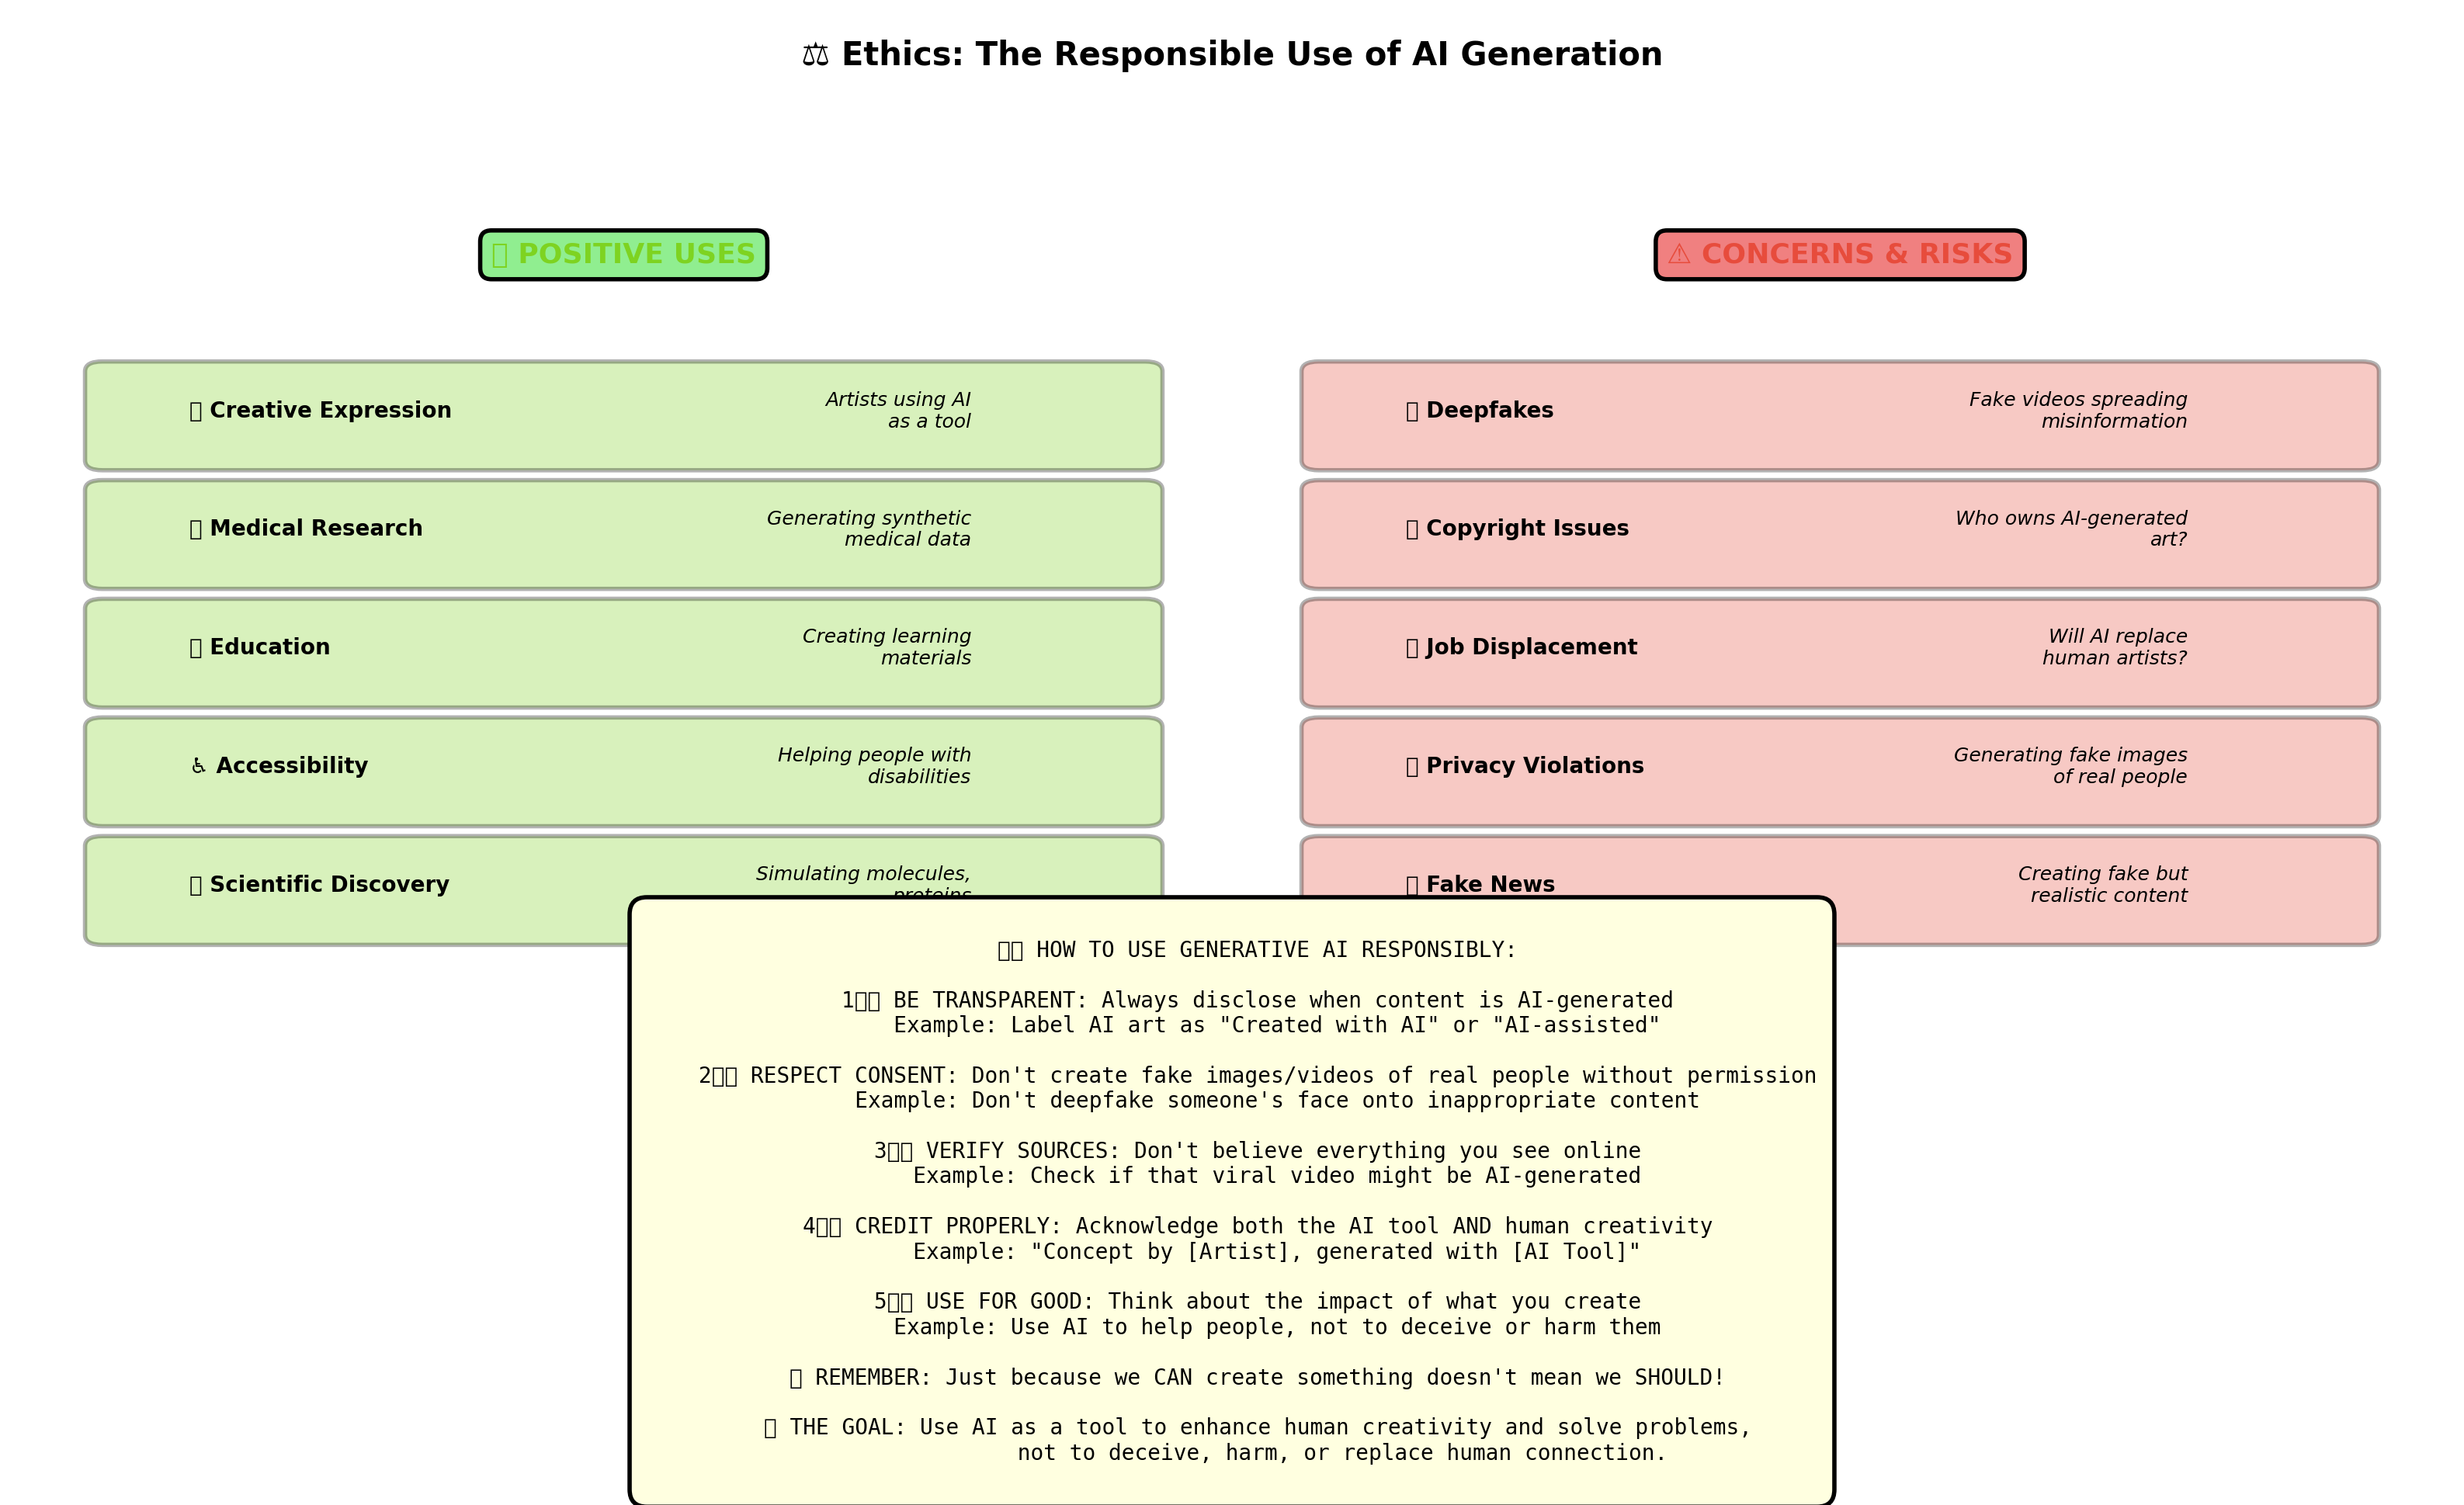 ⚖ Ethics: The Responsible Use of AI Generation
POSITIVE USES
Creative Expression
Artists using AI
as a tool
Medical Research
Generating synthetic
medical data
Education
Creating learning
materials
♿ Accessibility
Helping people with
disabilities
Scientific Discovery
Simulating molecules,
proteins
⚠ CONCERNS & RISKS
Deepfakes
Fake videos spreading
misinformation
Copyright Issues
Who owns AI-generated
art?
Job Displacement
Will AI replace
human artists?
Privacy Violations
Generating fake images
of real people
Fake News
Creating fake but
realistic content
HOW TO USE GENERATIVE AI RESPONSIBLY:
1 BE TRANSPARENT: Always disclose when content is AI-generated
Example: Label AI art as "Created with AI" or "AI-assisted"
2 RESPECT CONSENT: Don't create fake images/videos of real people without permission
Example: Don't deepfake someone's face onto inappropriate content
3 VERIFY SOURCES: Don't believe everything you see online
Example: Check if that viral video might be AI-generated
4 CREDIT PROPERLY: Acknowledge both the AI tool AND human creativity
Example: "Concept by [Artist], generated with [AI Tool]"
5 USE FOR GOOD: Think about the impact of what you create
Example: Use AI to help people, not to deceive or harm them
REMEMBER: Just because we CAN create something doesn't mean we SHOULD!
THE GOAL: Use AI as a tool to enhance human creativity and solve problems,
not to deceive, harm, or replace human connection.